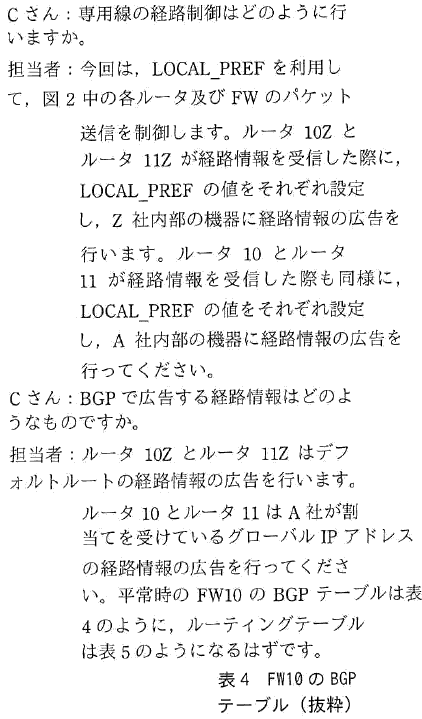 Cさん：専用線の経路制御はどのように行
いますか。
担当者：今回は，LOCAL_PREF を利用し
て，図2中の各ルータ及びFWのパケット
送信を制御します。ルータ 10Z と
ルータ 11Z が経路情報を受信した際に，
LOCAL_PREF の値をそれぞれ設定
し，Z 社内部の機器に経路情報の広告を
行います。ルータ 10 とルータ
11 が経路情報を受信した際も同様に，
LOCAL_PREF の値をそれぞれ設定
し，A 社内部の機器に経路情報の広告を
行ってください。
Cさん：BGPで広告する経路情報はどのよ
うなものですか。
担当者：ルータ 10Z とルータ 11Z はデフ
ォルトルートの経路情報の広告を行います。
ルータ 10 とルータ 11 は A 社が割
当てを受けているグローバル IP アドレス
の経路情報の広告を行ってくださ
い。平常時の FW10 の BGP テーブルは表
4のように，ルーティングテーブル
は表5のようになるはずです。
表4 FW10のBGP
テーブル（抜粋）